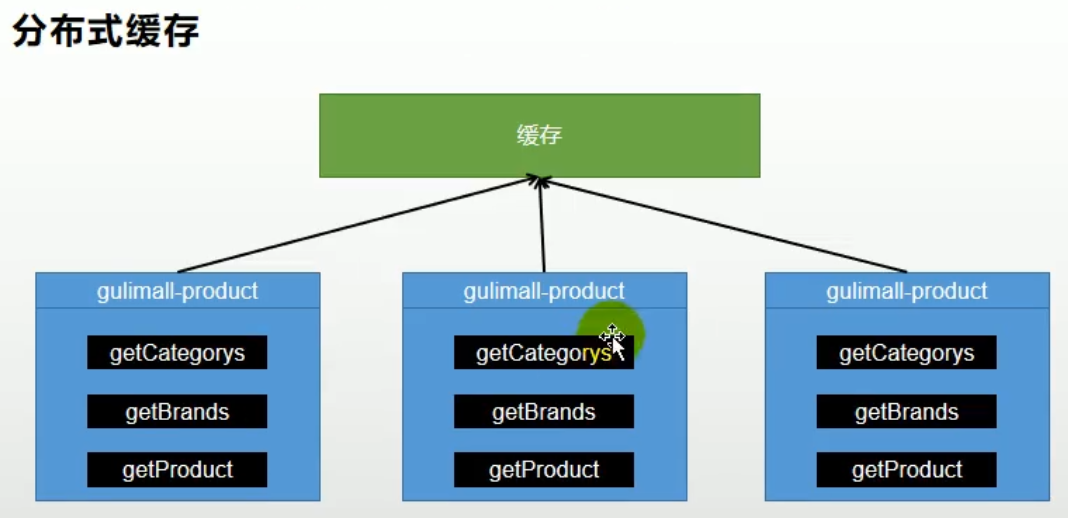 分布式缓存
缓存
gulimall-product
getCategorys
getBrands
getProduct
gulimall-product
getCategorys
getBrands
getProduct
gulimall-product
getCategorys
getBrands
getProduct